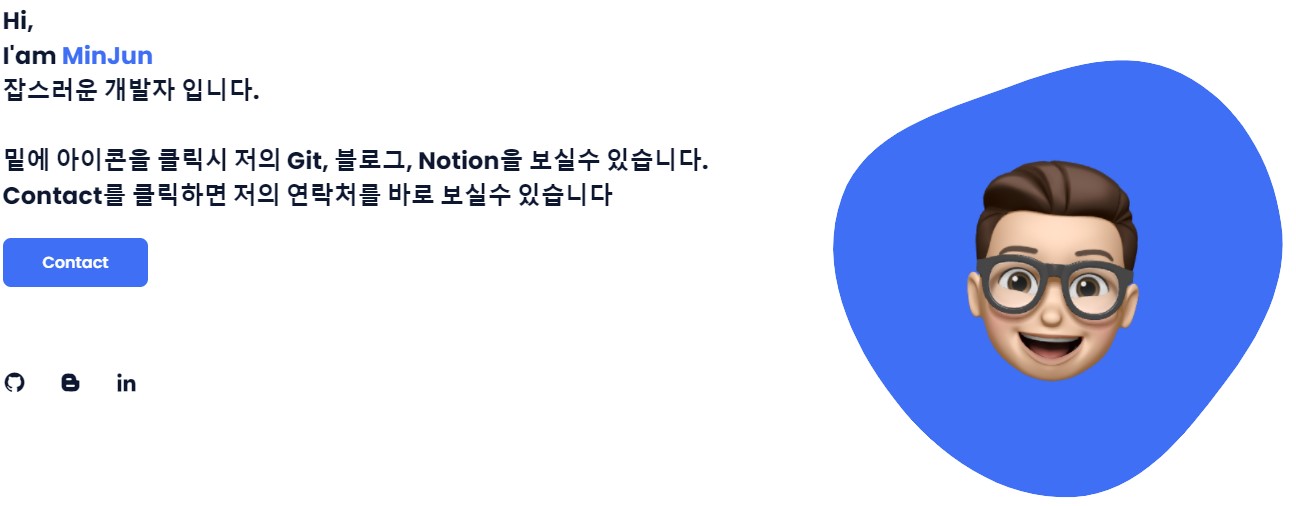 Hi,
I'am MinJun
잡스러운 개발자 입니다.
밑에 아이콘을 클릭시 저의 Git, 블로그, Notion을 보실수 있습니다.
Contact를 클릭하면 저의 연락처를 바로 보실수 있습니다
Contact
in